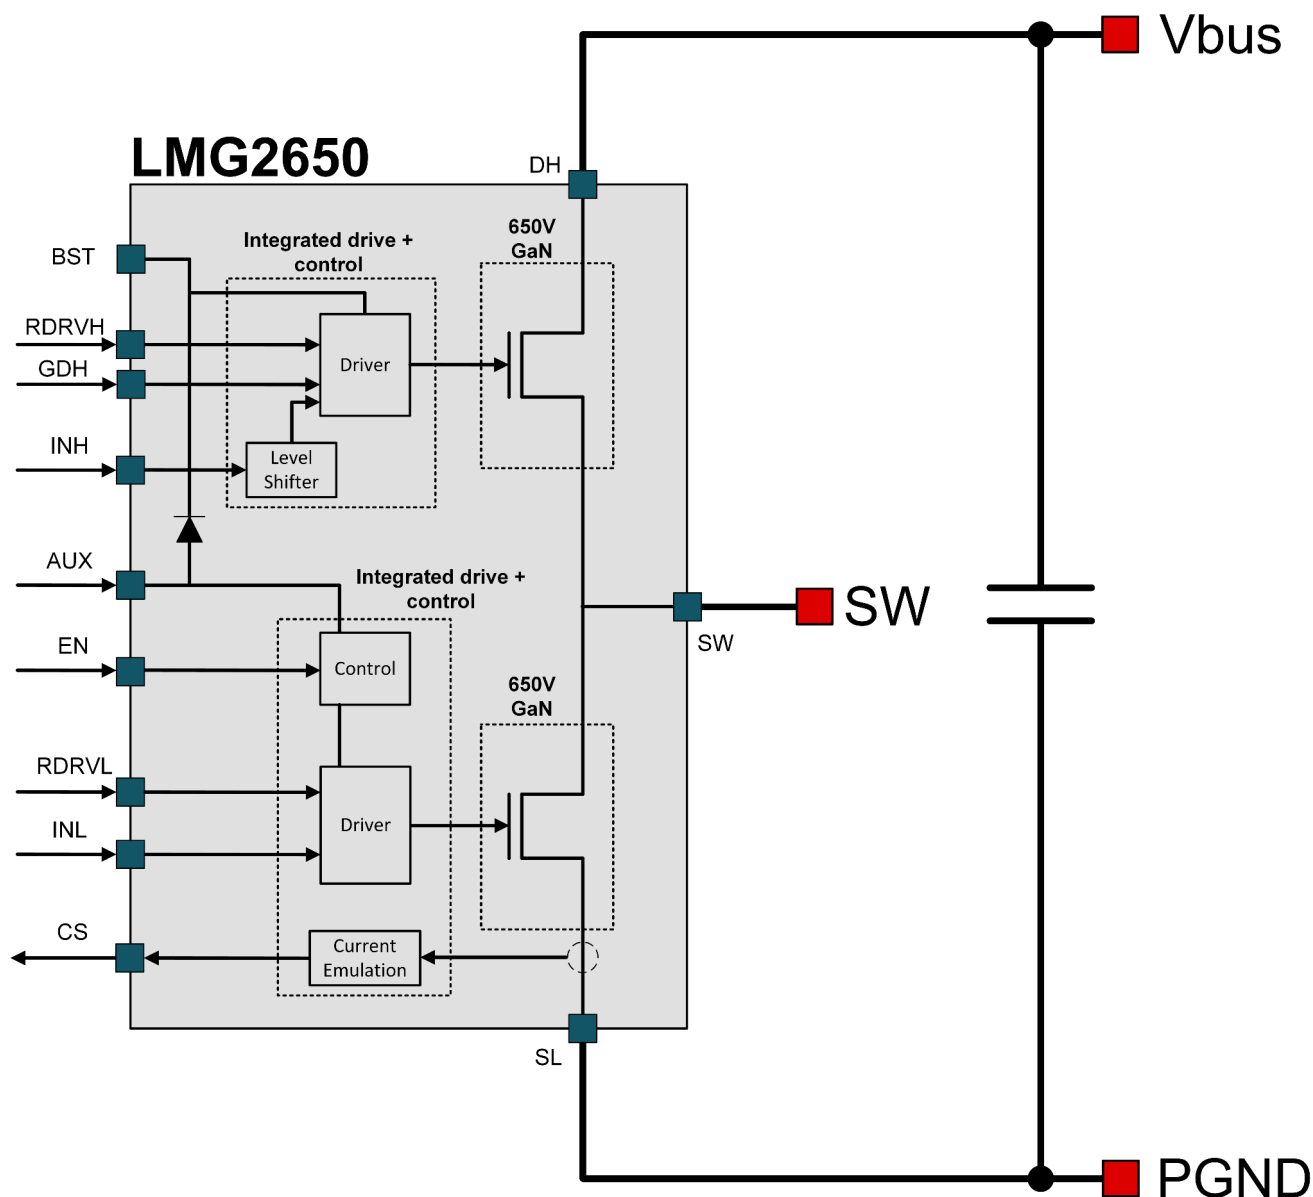 Vbus
LMG2650
DH
650V
GaN
Integrated drive +
control
BST
RDRVH
Driver
GDH
INH
Level
Shifter
AUX
Integrated drive +
control
SW
SW
EN
Control
650V
GaN
RDRVL
Driver
INL
CS
Current
Emulation
SL
PGND